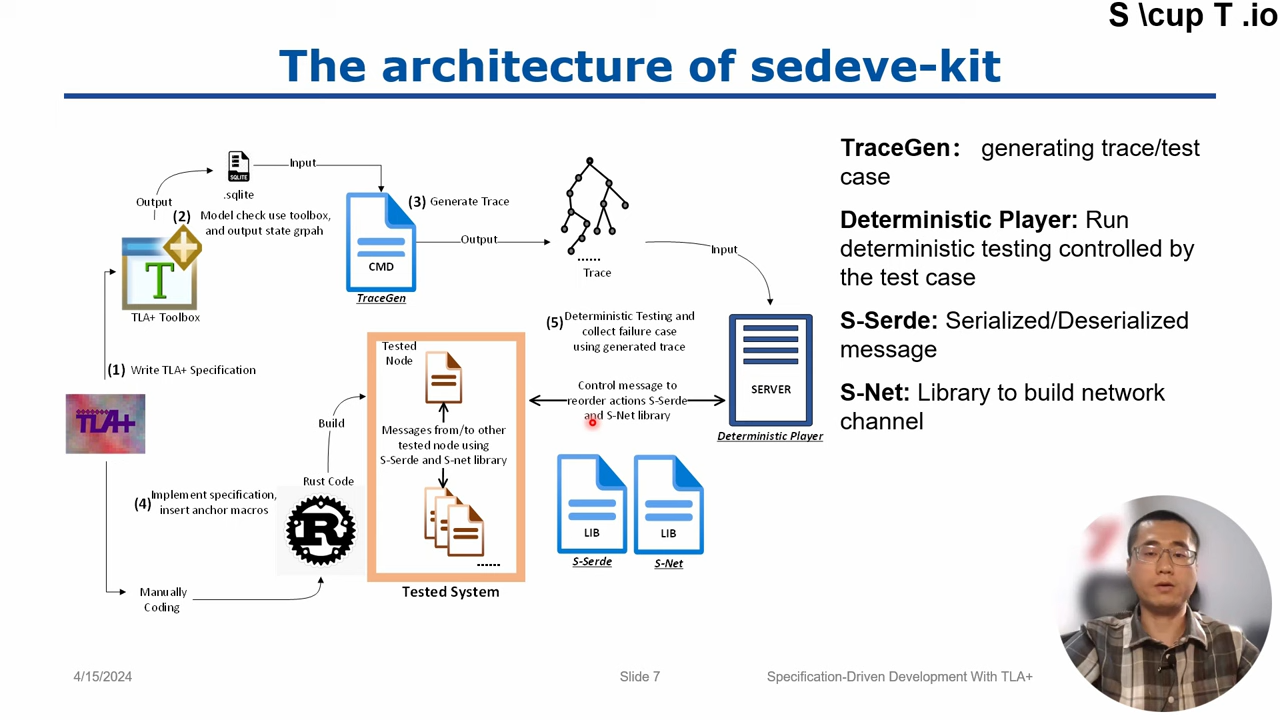 S \cup T .io
The architecture of sedeve-kit
Output
SQLITE
.sqlite
Input
(2) Model check use toolbox,
and output state grpah
T
TLA+ Toolbox
(1) Write TLA+ Specification
TLA+
(3) Generate Trace
CMD
TraceGen
Output
......
Trace
Input
(5) Deterministic Testing and
collect failure case
using generated trace
SERVER
Deterministic Player
Control message to
reorder actions S-Serde
and S-Net library
Tested
Node
Messages from/to other
tested node using
S-Serde and S-net library
......
Tested System
Build
Rust Code
R
(4) Implement specification,
insert anchor macros
Manually
Coding
LIB
S-Serde
LIB
S-Net
TraceGen: generating trace/test
case
Deterministic Player: Run
deterministic testing controlled by
the test case
S-Serde: Serialized/Deserialized
message
S-Net: Library to build network
channel
4/15/2024
Slide 7
Specification-Driven Development With TLA+